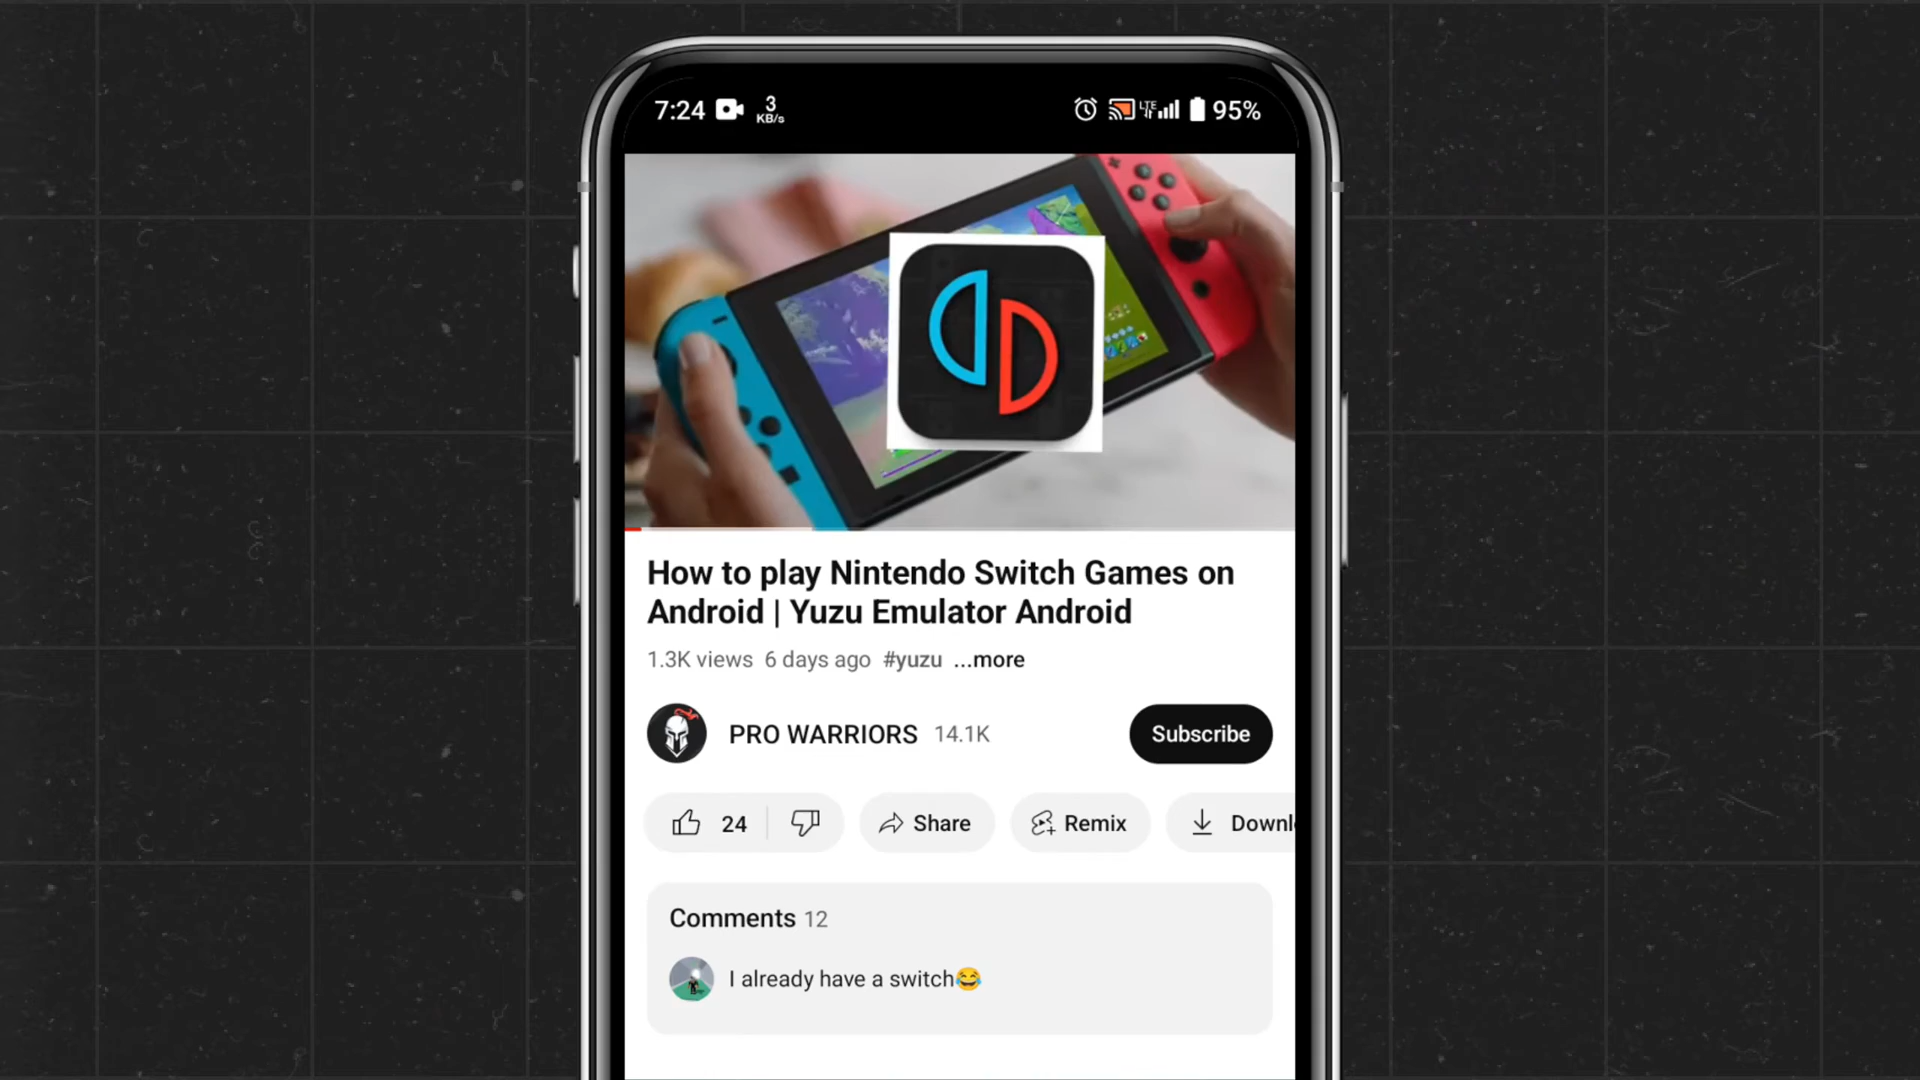 7:24 3 KB/s LTE 95%
How to play Nintendo Switch Games on
Android | Yuzu Emulator Android
1.3K views 6 days ago #yuzu ...more
PRO WARRIORS 14.1K Subscribe
24 Share Remix Downl
Comments 12
I already have a switch😂